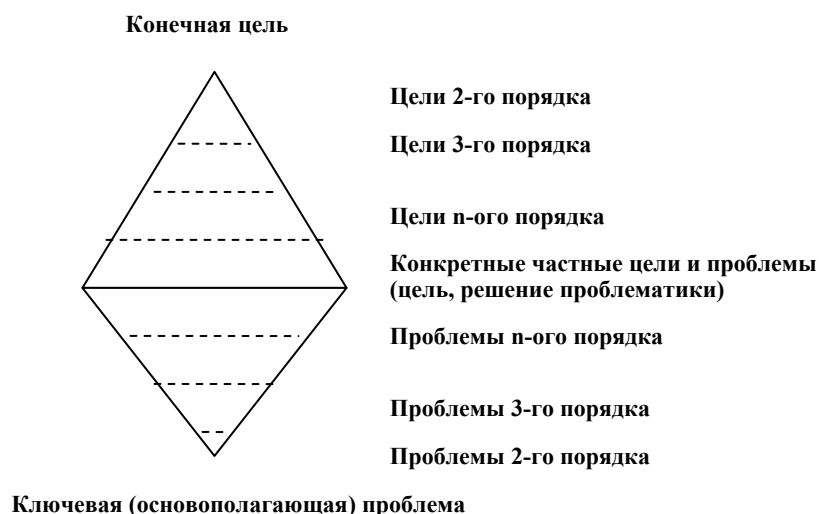 Конечная цель
Цели 2-го порядка
Цели 3-го порядка
Цели n-ого порядка
Конкретные частные цели и проблемы
(цель, решение проблематики)
Проблемы n-ого порядка
Проблемы 3-го порядка
Проблемы 2-го порядка
Ключевая (основополагающая) проблема